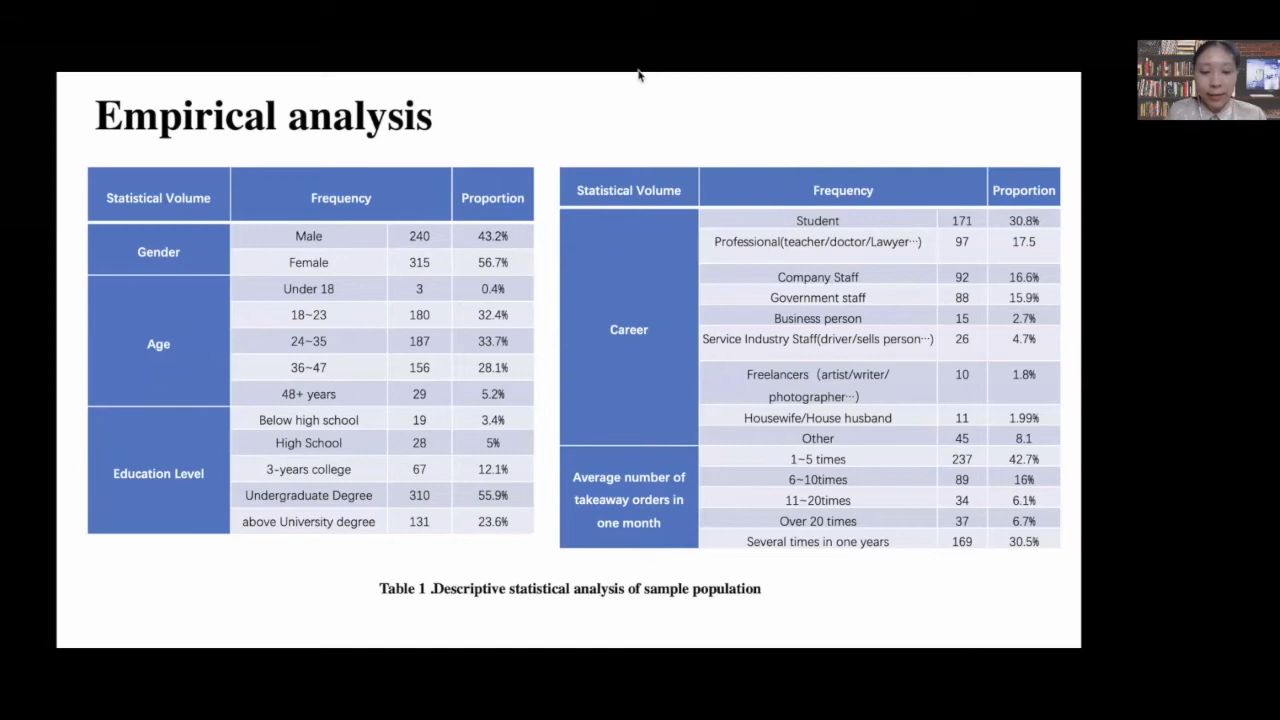 Empirical analysis
Statistical Volume Frequency Proportion
Gender
Male 240 43.2%
Female 315 56.7%
Age
Under 18 3 0.4%
18~23 180 32.4%
24~35 187 33.7%
36~47 156 28.1%
48+ years 29 5.2%
Education Level
Below high school 19 3.4%
High School 28 5%
3-years college 67 12.1%
Undergraduate Degree 310 55.9%
above University degree 131 23.6%
Statistical Volume Frequency Proportion
Career
Student 171 30.8%
Professional(teacher/doctor/Lawyer···) 97 17.5
Company Staff 92 16.6%
Government staff 88 15.9%
Business person 15 2.7%
Service Industry Staff(driver/sells person···) 26 4.7%
Freelancers（artist/writer/ 10 1.8%
photographer···)
Housewife/House husband 11 1.99%
Other 45 8.1
Average number of
takeaway orders in
one month
1~5 times 237 42.7%
6~10times 89 16%
11~20times 34 6.1%
Over 20 times 37 6.7%
Several times in one years 169 30.5%
Table 1 .Descriptive statistical analysis of sample population